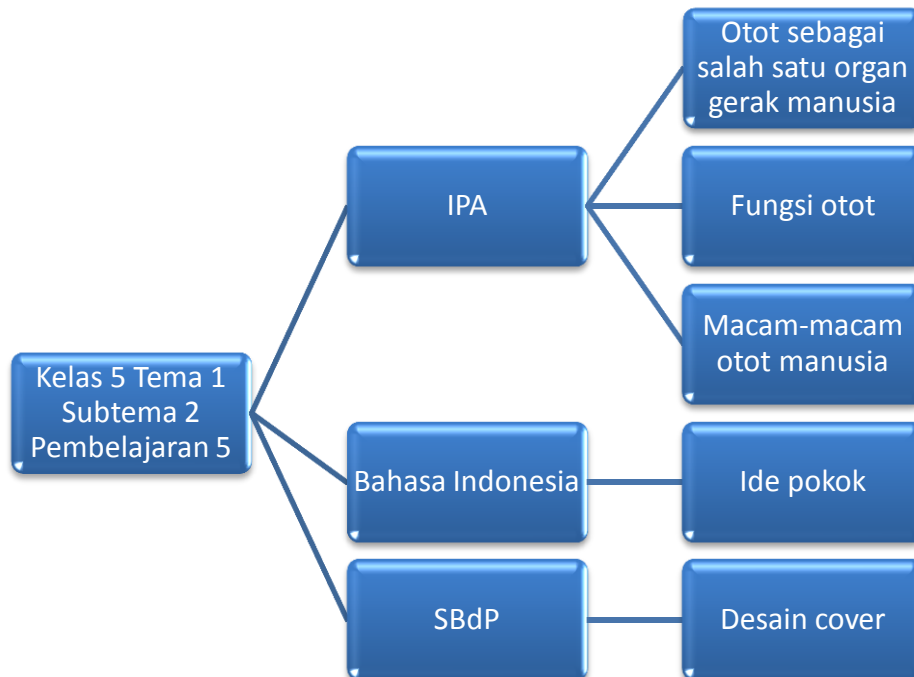 Kelas 5 Tema 1
Subtema 2
Pembelajaran 5
IPA
Otot sebagai
salah satu organ
gerak manusia
Fungsi otot
Macam-macam
otot manusia
Bahasa Indonesia
Ide pokok
SBdP
Desain cover